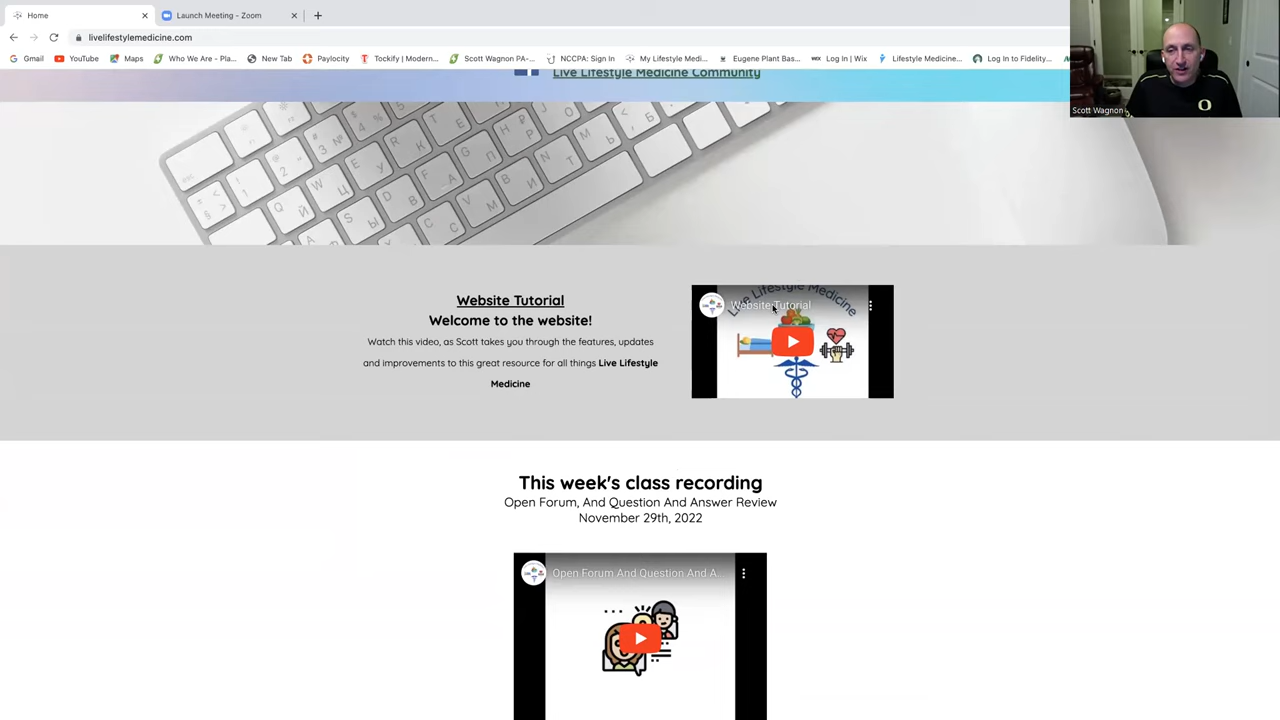 Home
Launch Meeting - Zoom
livelifestylemedicine.com
Gmail
YouTube
Maps
Who We Are - Pla...
New Tab
Paylocity
Tockify | Modern...
Scott Wagnon PA-...
NCCPA: Sign In
My Lifestyle Medi...
Eugene Plant Bas...
WIX
Log In | Wix
Lifestyle Medicine...
Log In to Fidelity...
Scott Wagnon
Live Lifestyle Medicine Community
Website Tutorial
Welcome to the website!
Watch this video, as Scott takes you through the features, updates
and improvements to this great resource for all things Live Lifestyle
Medicine
Live Lifestyle Medicine
Website Tutorial
This week's class recording
Open Forum, And Question And Answer Review
November 29th, 2022
Open Forum And Question And A...